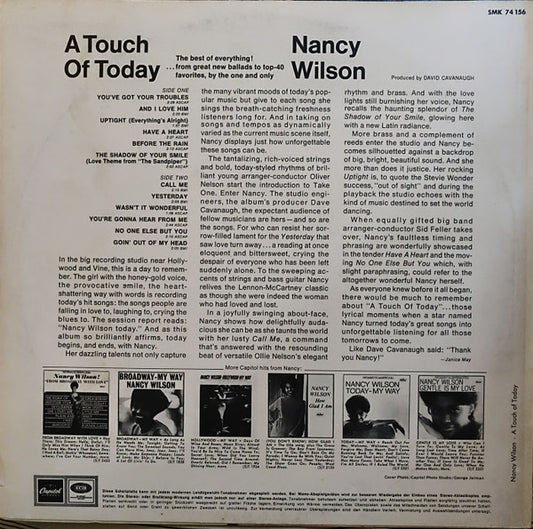 SMK 74 156
A Touch
Of Today
The best of everything!
...from great new ballads to top-40
favorites, by the one and only
Nancy
Wilson
Produced by DAVID CAVANAUGH
SIDE ONE
YOU'VE GOT YOUR TROUBLES
AND I LOVE HIM
UPTIGHT (Everything's Alright)
HAVE A HEART
BEFORE THE RAIN
THE SHADOW OF YOUR SMILE
(Love Theme from "The Sandpiper")
SIDE TWO
CALL ME
YESTERDAY
WASN'T IT WONDERFUL
YOU'RE GONNA HEAR FROM ME
NO ONE ELSE BUT YOU
GOIN' OUT OF MY HEAD
In the big recording studio near Holly-
wood and Vine, this is a day to remem-
ber. The girl with the honey-gold voice,
the provocative smile, the heart-
shattering way with words is recording
today's hit songs: the songs people are
falling in love to, laughing to, crying the
blues to. The session report reads:
"Nancy Wilson today." And as this
album so brilliantly affirms, today
begins, and ends, with Nancy.
Her dazzling talents not only capture
the many vibrant moods of today's pop-
ular music but give to each song she
sings the breath-catching freshness
listeners long for. And in taking on
songs and tempos as dynamically
varied as the current music scene itself,
Nancy displays just how unforgettable
these songs can be.
The tantalizing, rich-voiced strings
and bold, today-styled rhythms of bril-
liant young arranger-conductor Oliver
Nelson start the introduction to Take
One. Enter Nancy. The studio engi-
neers, the album's producer Dave
Cavanaugh, the expectant audience of
fellow musicians are hers—and so are
the songs. For who can resist her sor-
row-filled lament for the Yesterday that
saw love turn away...a reading at once
eloquent and bittersweet, crying the
despair of everyone who has been left
suddenly alone. To the sweeping ac-
cents of strings and bass guitar Nancy
relives the Lennon-McCartney classic
as though she were indeed the woman
who had loved and lost.
In a joyfully swinging about-face,
Nancy shows how delightfully auda-
cious she can be as she taunts the world
with her lusty Call Me, a command
that's answered with the resounding
beat of versatile Ollie Nelson's elegant
rhythm and brass. And with the love
lights still burnishing her voice, Nancy
recalls the haunting splendor of The
Shadow of Your Smile, glowing here
with a new Latin radiance.
More brass and a complement of
reeds enter the studio and Nancy be-
comes silhouetted against a backdrop
of big, bright, beautiful sound. And she
more than does it justice. Her rocking
Uptight is, to quote the Stevie Wonder
success, "out of sight" and during the
playback the studio echoes with the
kind of music destined to set the world
dancing.
When equally gifted big band
arranger-conductor Sid Feller takes
over, Nancy's faultless timing and
phrasing are wonderfully showcased
in the tender Have A Heart and the mov-
ing No One Else But You which, with
slight paraphrasing, could refer to the
altogether wonderful Nancy herself.
As everyone knew before it all began,
there would be much to remember
about "A Touch Of Today"...those
lyrical moments when a star named
Nancy turned today's great songs into
unforgettable listening for all those
tomorrows to come.
Like Dave Cavanaugh said: "Thank
you Nancy!"
—Janice May
More Capitol hits from Nancy:
Nancy Wilson!
"FROM BROADWAY WITH LOVE"
BROADWAY-MY WAY
NANCY WILSON
NANCY WILSON HOLLYWOOD-MY WAY
NANCY WILSON
How
Glad I Am
NANCY WILSON
TODAY-MY WAY
NANCY WILSON
GENTLE IS MY LOVE
Cover Photo: Capitol Photo Studio/George Jerman
Capitol
Nancy Wilson · A Touch of Today